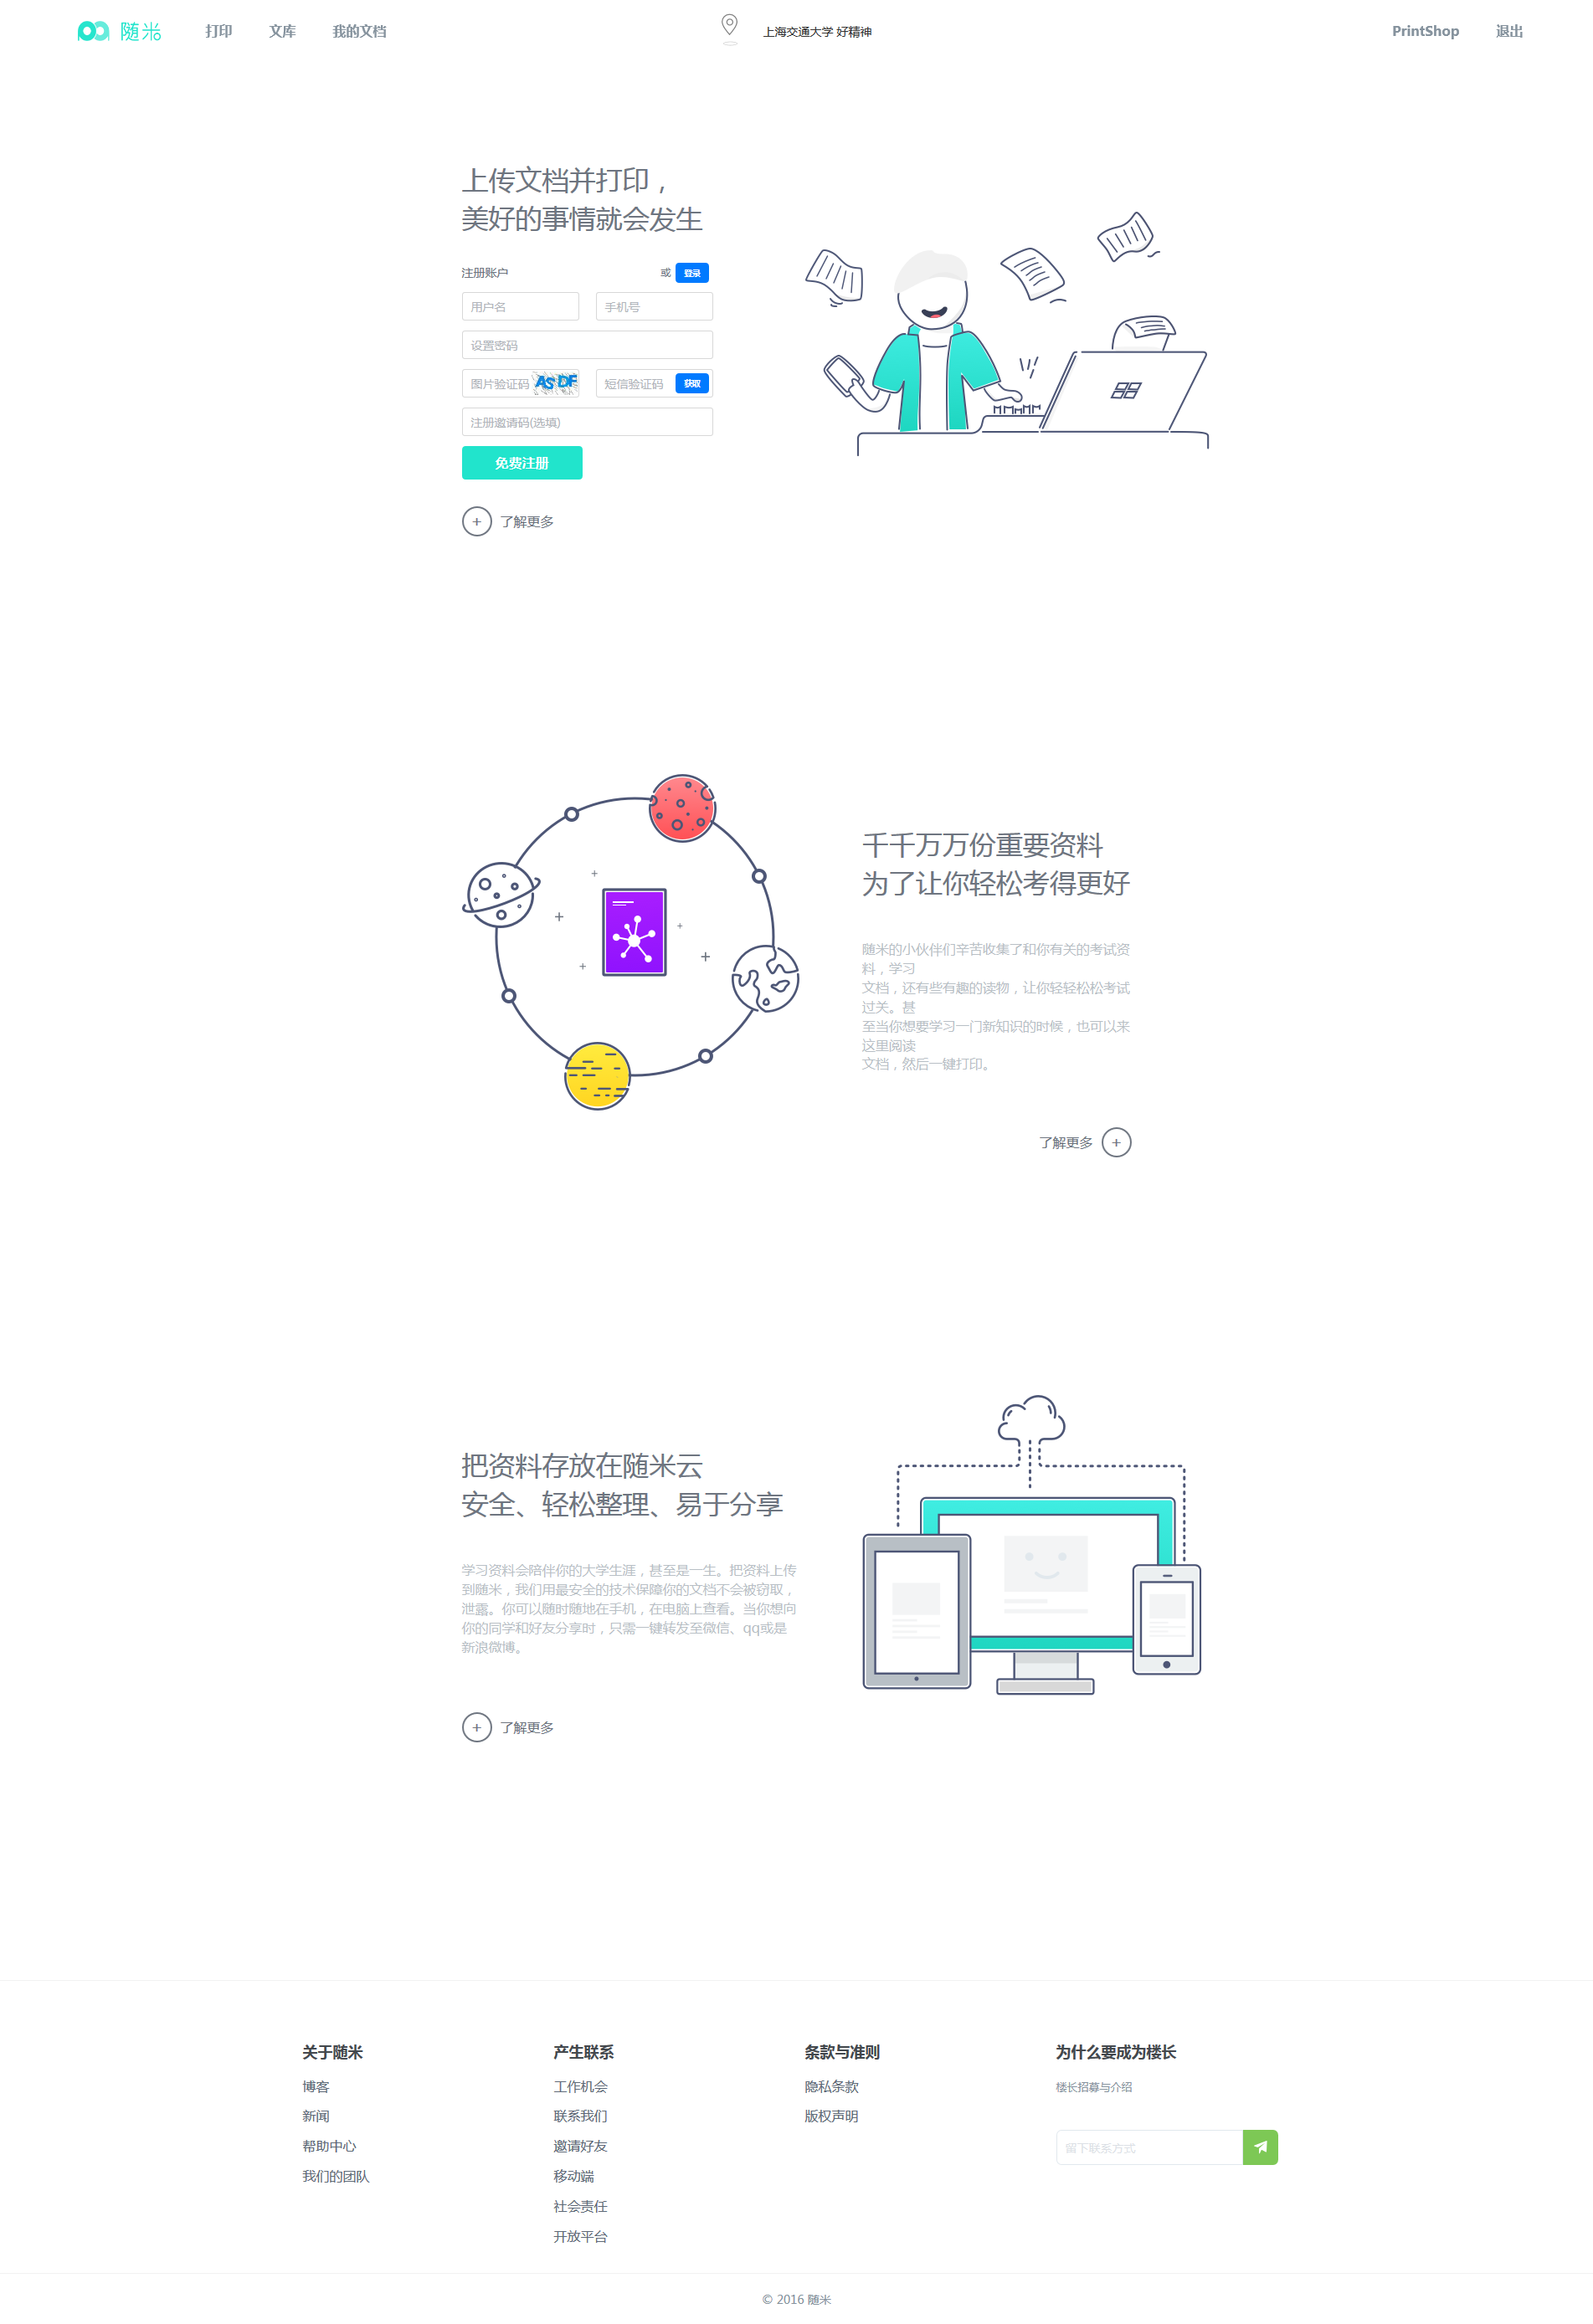 随米 打印 文库 我的文档 上海交通大学 好精神 PrintShop 退出
上传文档并打印，
美好的事情就会发生
注册账户 或 登录
用户名 手机号
设置密码
图片验证码 ASDF 短信验证码 获取
注册邀请码(选填)
免费注册
+ 了解更多
千千万万份重要资料
为了让你轻松考得更好
随米的小伙伴们辛苦收集了和你有关的考试资
料，学习
文档，还有些有趣的读物，让你轻轻松松考试
过关。甚
至当你想要学习一门新知识的时候，也可以来
这里阅读
文档，然后一键打印。
了解更多 +
把资料存放在随米云
安全、轻松整理、易于分享
学习资料会陪伴你的大学生涯，甚至是一生。把资料上传
到随米，我们用最安全的技术保障你的文档不会被窃取，
泄露。你可以随时随地在手机，在电脑上查看。当你想向
你的同学和好友分享时，只需一键转发至微信、qq或是
新浪微博。
+ 了解更多
关于随米
博客
新闻
帮助中心
我们的团队
产生联系
工作机会
联系我们
邀请好友
移动端
社会责任
开放平台
条款与准则
隐私条款
版权声明
为什么要成为楼长
楼长招募与介绍
留下联系方式
© 2016 随米